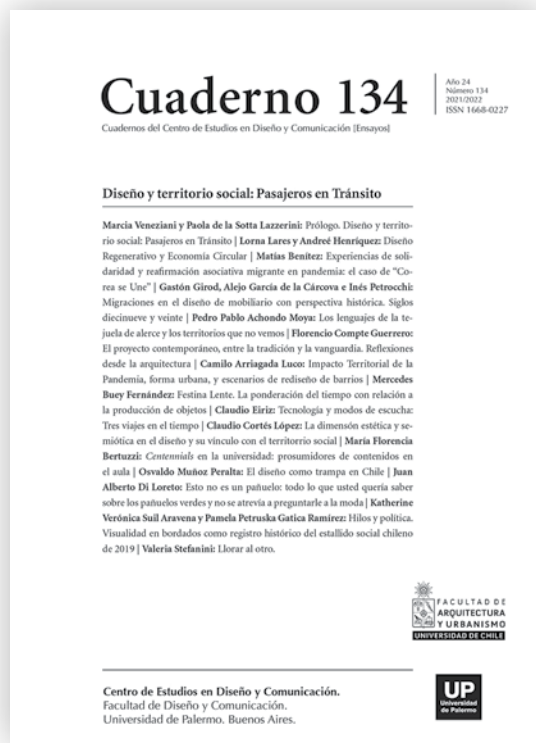 Cuaderno 134
Cuadernos del Centro de Estudios en Diseño y Comunicación [Ensayos]
Año 24
Número 134
2021/2022
ISSN 1668-0227
Diseño y territorio social: Pasajeros en Tránsito
Marcia Veneziani y Paola de la Sotta Lazzerini: Prólogo. Diseño y territo-
rio social: Pasajeros en Tránsito | Lorna Lares y Andreé Henríquez: Diseño
Regenerativo y Economía Circular | Matías Benítez: Experiencias de soli-
daridad y reafirmación asociativa migrante en pandemia: el caso de “Co-
rea se Une” | Gastón Girod, Alejo García de la Cárcova e Inés Petrocchi:
Migraciones en el diseño de mobiliario con perspectiva histórica. Siglos
diecinueve y veinte | Pedro Pablo Achondo Moya: Los lenguajes de la te-
juela de alerce y los territorios que no vemos | Florencio Compte Guerrero:
El proyecto contemporáneo, entre la tradición y la vanguardia. Reflexiones
desde la arquitectura | Camilo Arriagada Luco: Impacto Territorial de la
Pandemia, forma urbana, y escenarios de rediseño de barrios | Mercedes
Buey Fernández: Festina Lente. La ponderación del tiempo con relación a
la producción de objetos | Claudio Eiriz: Tecnología y modos de escucha:
Tres viajes en el tiempo | Claudio Cortés López: La dimensón estética y se-
miótica en el diseño y su vínculo con el territorrio social | María Florencia
Bertuzzi: Centennials en la universidad: prosumidores de contenidos en
el aula | Osvaldo Muñoz Peralta: El diseño como trampa en Chile | Juan
Alberto Di Loreto: Esto no es un pañuelo: todo lo que usted quería saber
sobre los pañuelos verdes y no se atrevía a preguntarle a la moda | Katherine
Verónica Suil Aravena y Pamela Petruska Gatica Ramírez: Hilos y política.
Visualidad en bordados como registro histórico del estallido social chileno
de 2019 | Valeria Stefanini: Llorar al otro.
FACULTAD DE
ARQUITECTURA
Y URBANISMO
UNIVERSIDAD DE CHILE
Centro de Estudios en Diseño y Comunicación.
Facultad de Diseño y Comunicación.
Universidad de Palermo. Buenos Aires.
UP
Universidad
de Palermo